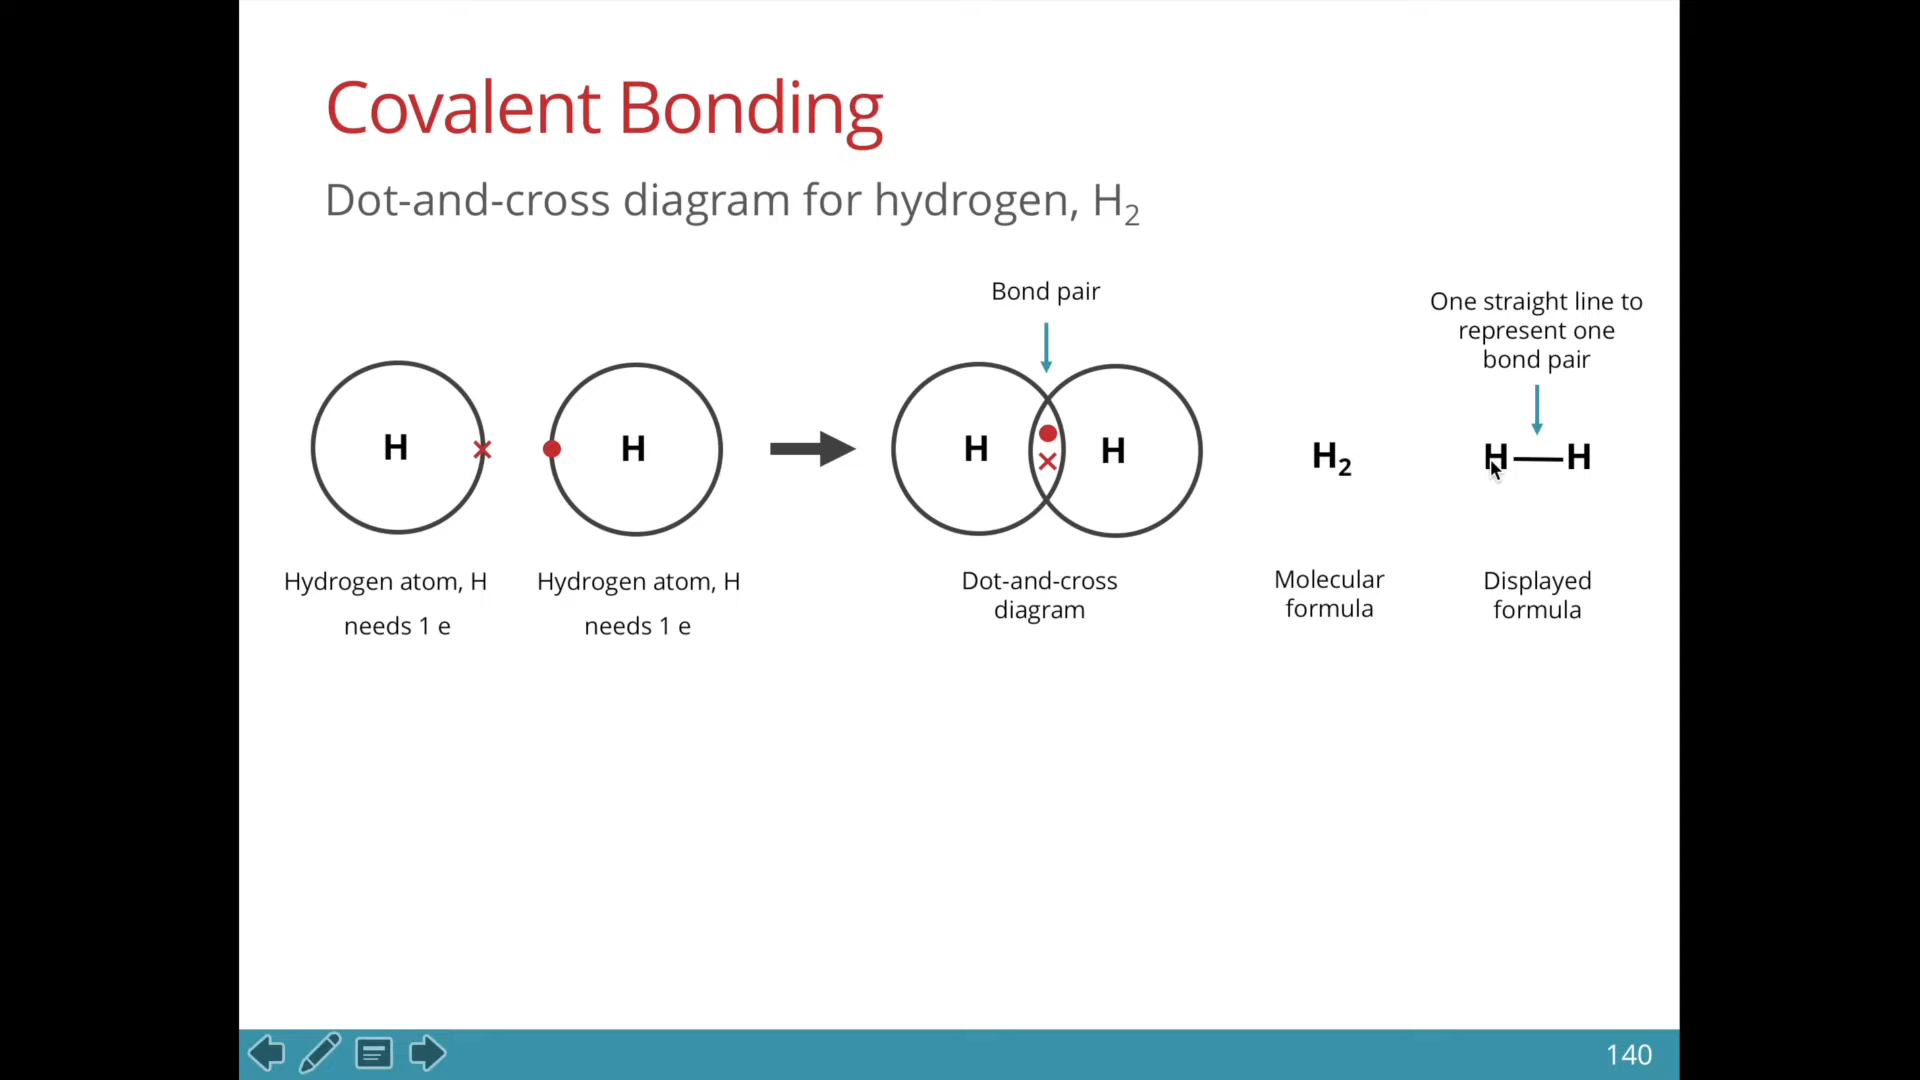 Covalent Bonding
Dot-and-cross diagram for hydrogen, H₂
Bond pair
One straight line to
represent one
bond pair
H
H
H
H
H₂
H—H
Hydrogen atom, H
needs 1 e
Hydrogen atom, H
needs 1 e
Dot-and-cross
diagram
Molecular
formula
Displayed
formula
140